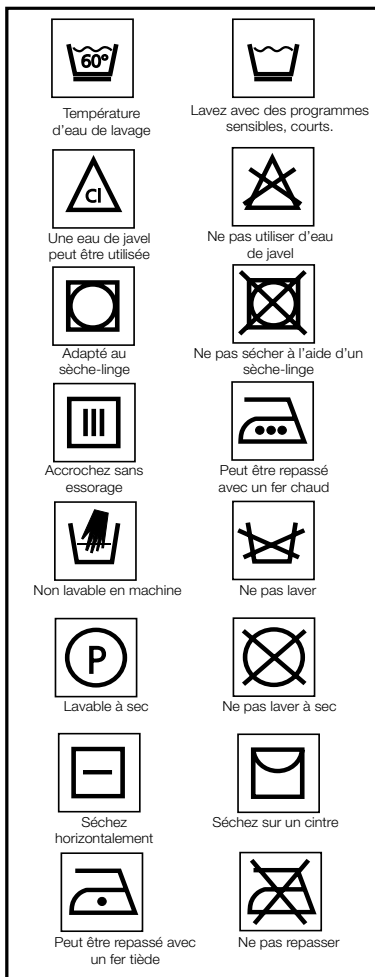 60°
Température
d'eau de lavage
Lavez avec des programmes
sensibles, courts.
Cl
Une eau de javel
peut être utilisée
Ne pas utiliser d'eau
de javel
Adapté au
sèche-linge
Ne pas sécher à l'aide d'un
sèche-linge
Accrochez sans
essorage
Peut être repassé
avec un fer chaud
Non lavable en machine
Ne pas laver
P
Lavable à sec
Ne pas laver à sec
Séchez
horizontalement
Séchez sur un cintre
Peut être repassé avec
un fer tiède
Ne pas repasser